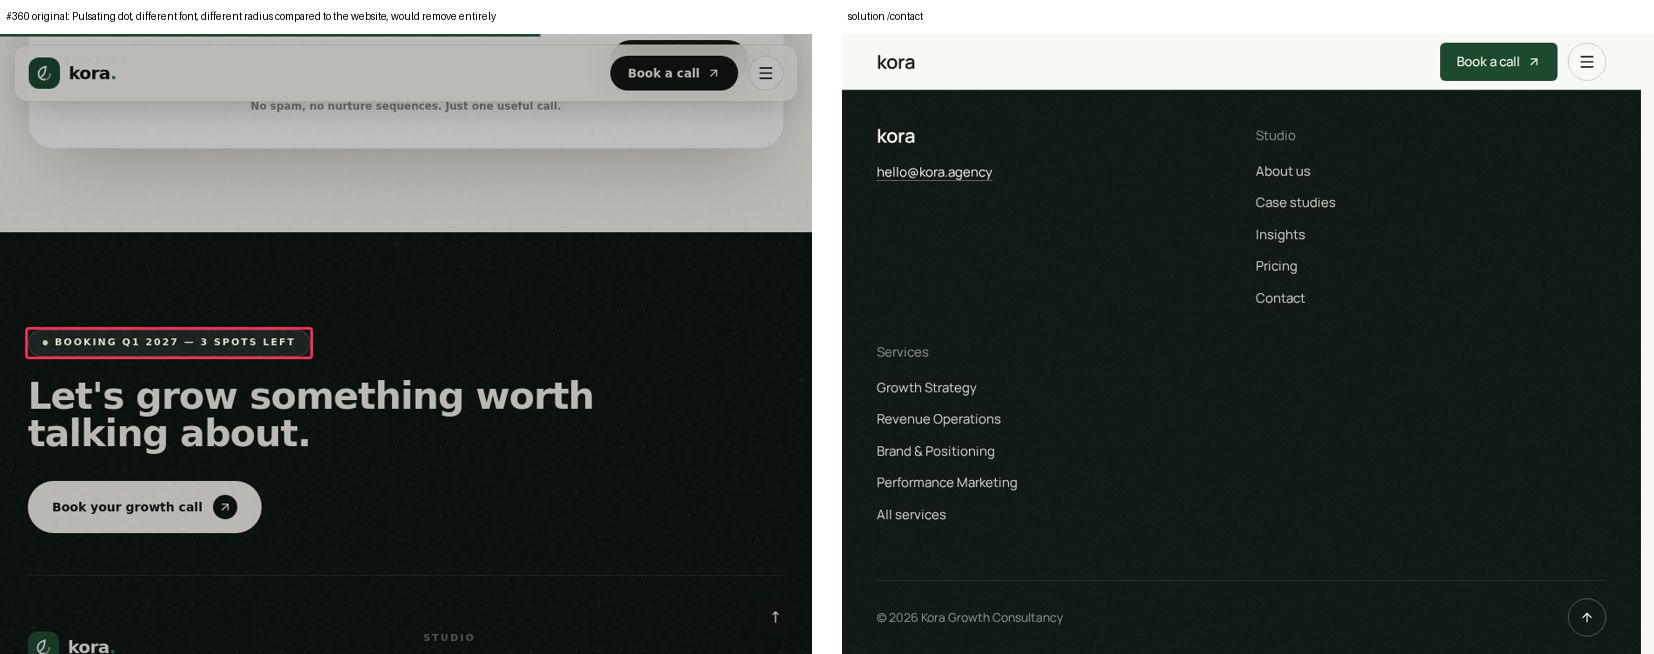 #360 original: Pulsating dot, different font, different radius compared to the website, would remove entirely
kora.
Book a call
No spam, no nurture sequences. Just one useful call.
BOOKING Q1 2027 — 3 SPOTS LEFT
Let's grow something worth
talking about.
Book your growth call
kora.
STUDIO
solution /contact
kora
Book a call
kora
hello@kora.agency
Studio
About us
Case studies
Insights
Pricing
Contact
Services
Growth Strategy
Revenue Operations
Brand & Positioning
Performance Marketing
All services
© 2026 Kora Growth Consultancy